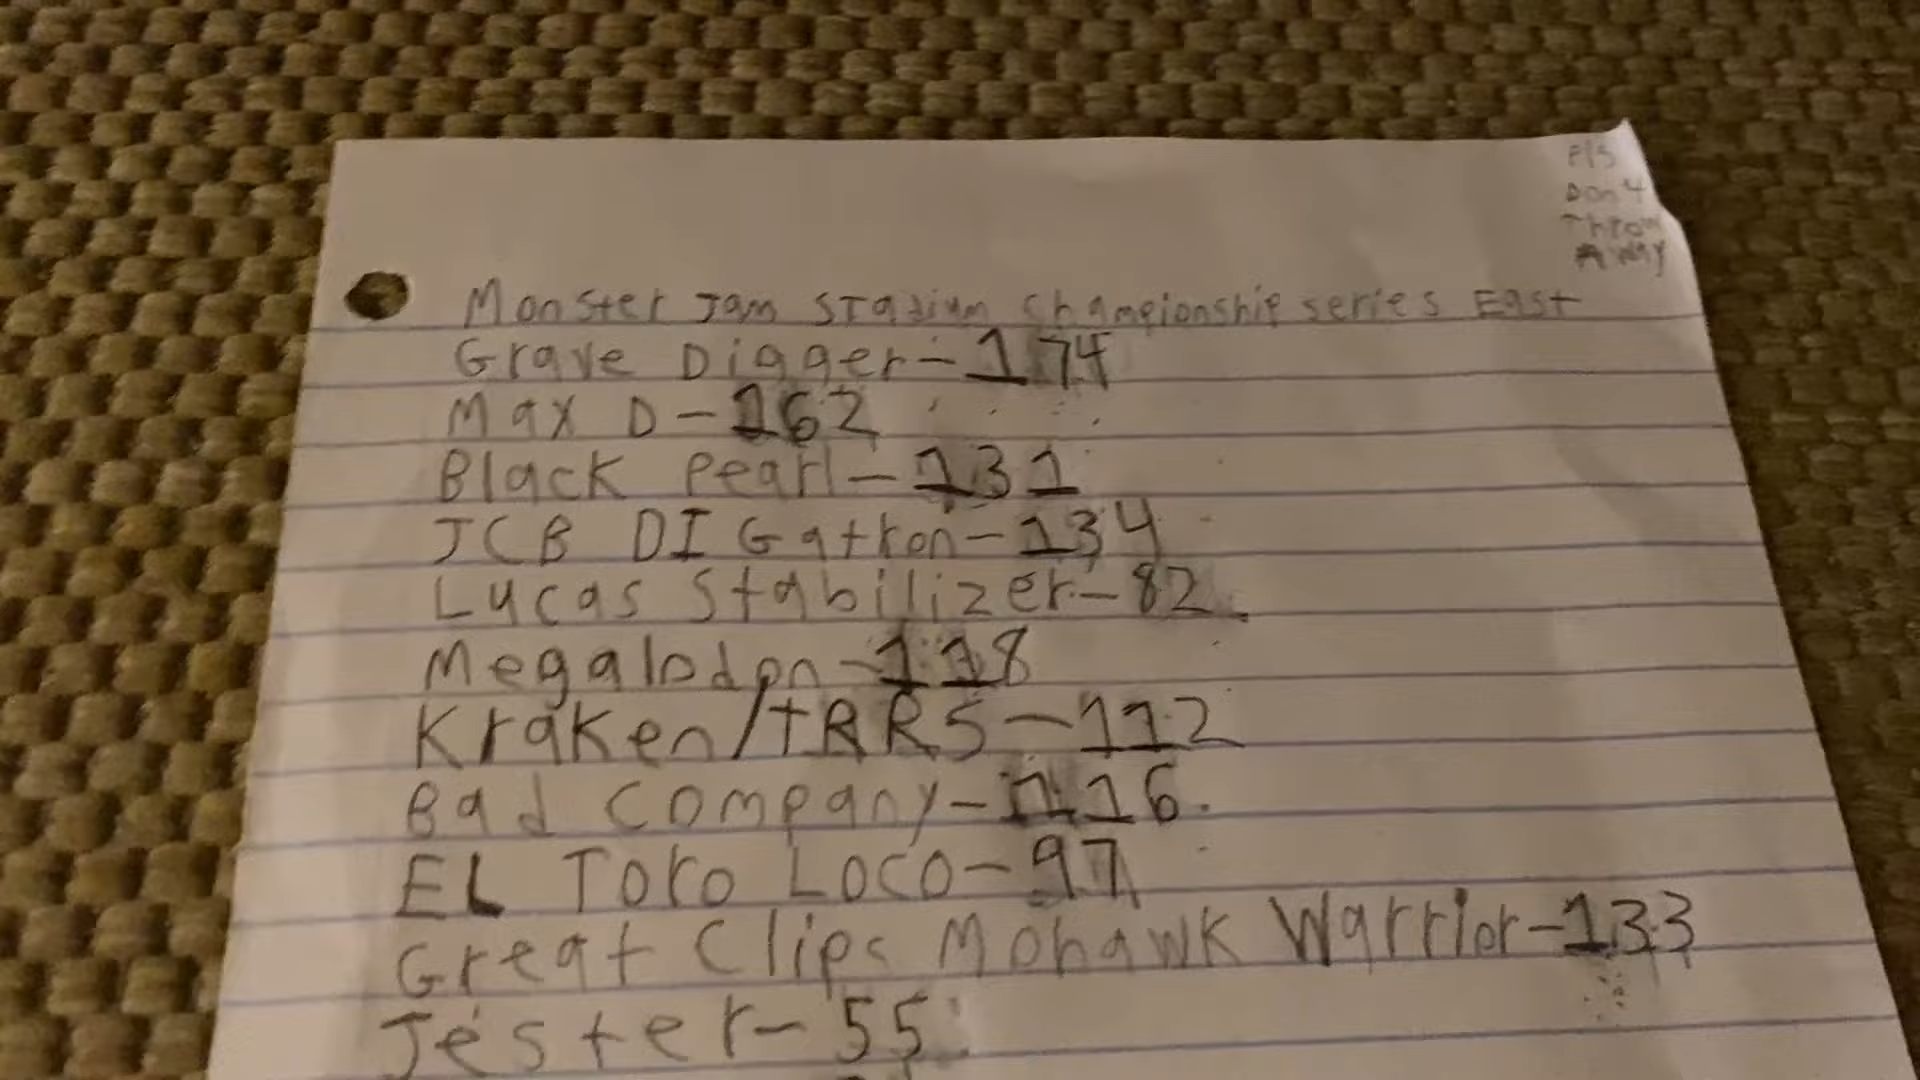 Pls
Don4
Throw
Away
Monster Jam Stadium Championship series East
Grave Digger-174
Max D-162
Black Pearl-131
JCB DIGatron-134
Lucas Stabilizer-82
Megalodon-118
Kraken/TRRS-112
Bad Company-116
EL Toro Loco-97
Great Clips Mohawk Warrior-133
Jester-55